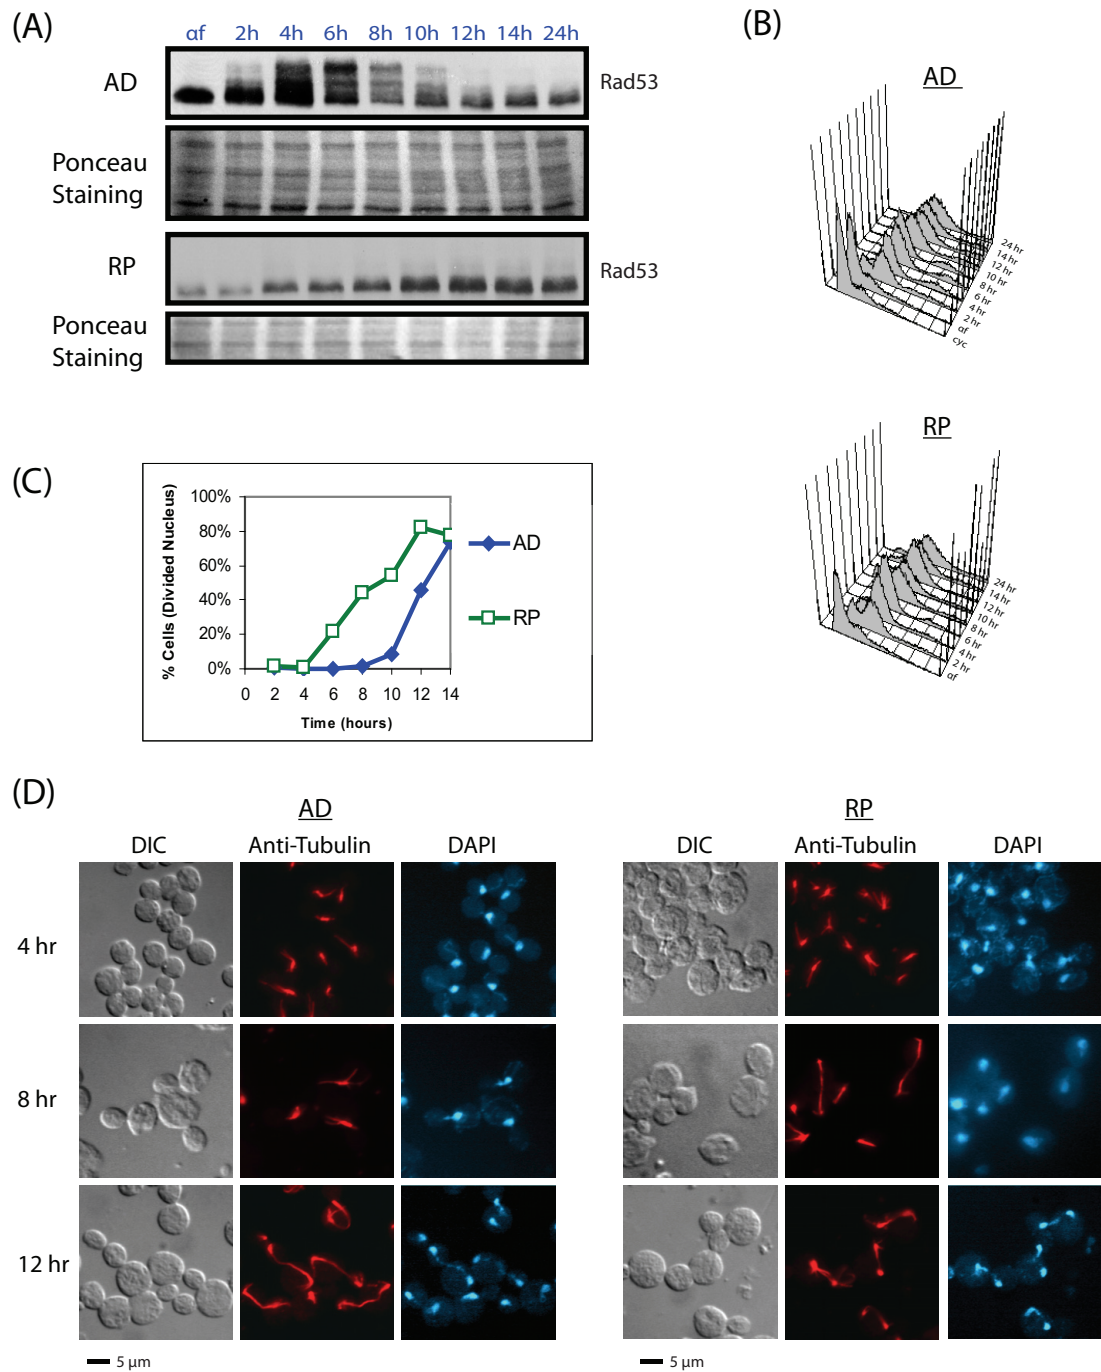 (A)
αf 2h 4h 6h 8h 10h 12h 14h 24h
AD
Rad53
Ponceau
Staining
RP
Rad53
Ponceau
Staining
(B)
AD
24 hr
14 hr
12 hr
10 hr
8 hr
6 hr
4 hr
2 hr
αf
cyc
RP
24 hr
14 hr
12 hr
10 hr
8 hr
6 hr
4 hr
2 hr
αf
(C)
% Cells (Divided Nucleus)
100%
80%
60%
40%
20%
0%
0 2 4 6 8 10 12 14
Time (hours)
AD
RP
(D)
AD
DIC Anti-Tubulin DAPI
RP
DIC Anti-Tubulin DAPI
4 hr
8 hr
12 hr
5 µm
5 µm